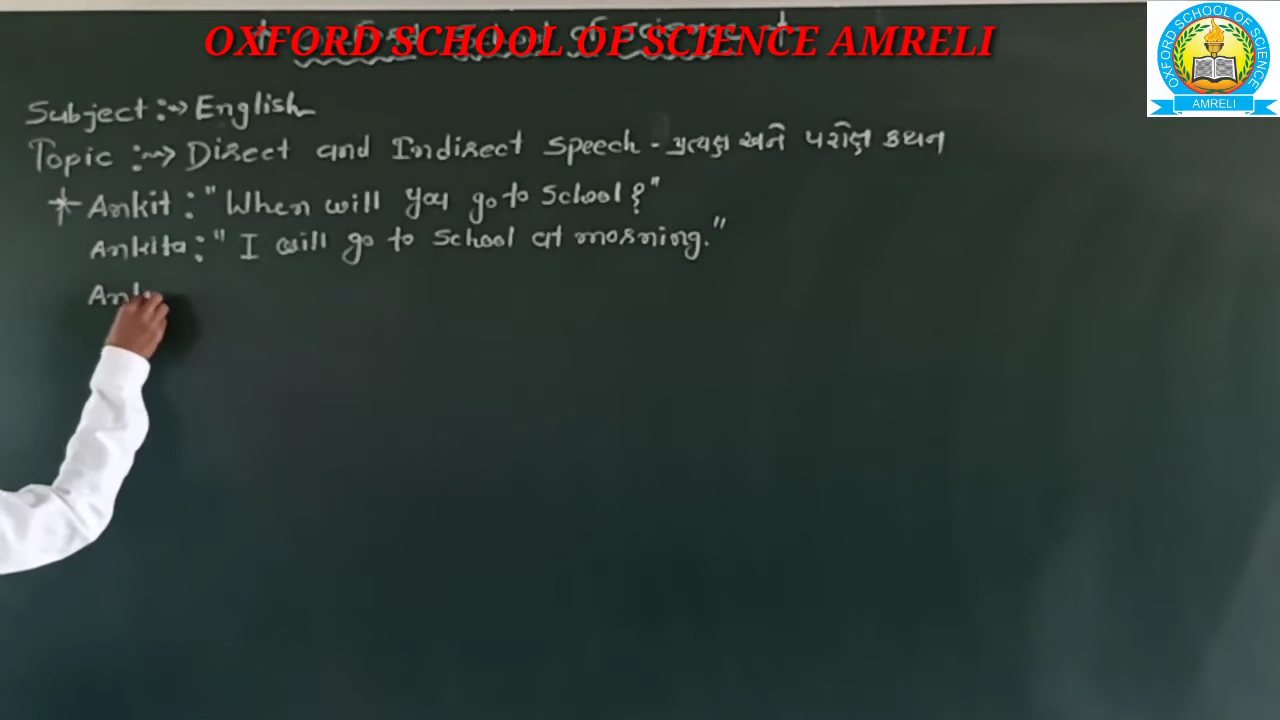 OXFORD SCHOOL OF SCIENCE AMRELI
OXFORD SCHOOL OF SCIENCE
AMRELI
Subject :→ English
Topic :→ Direct and Indirect Speech - પ્રત્યક્ષ અને પરોક્ષ કથન
* Ankit : "When will you go to School?"
Ankita : " I will go to School at morning."